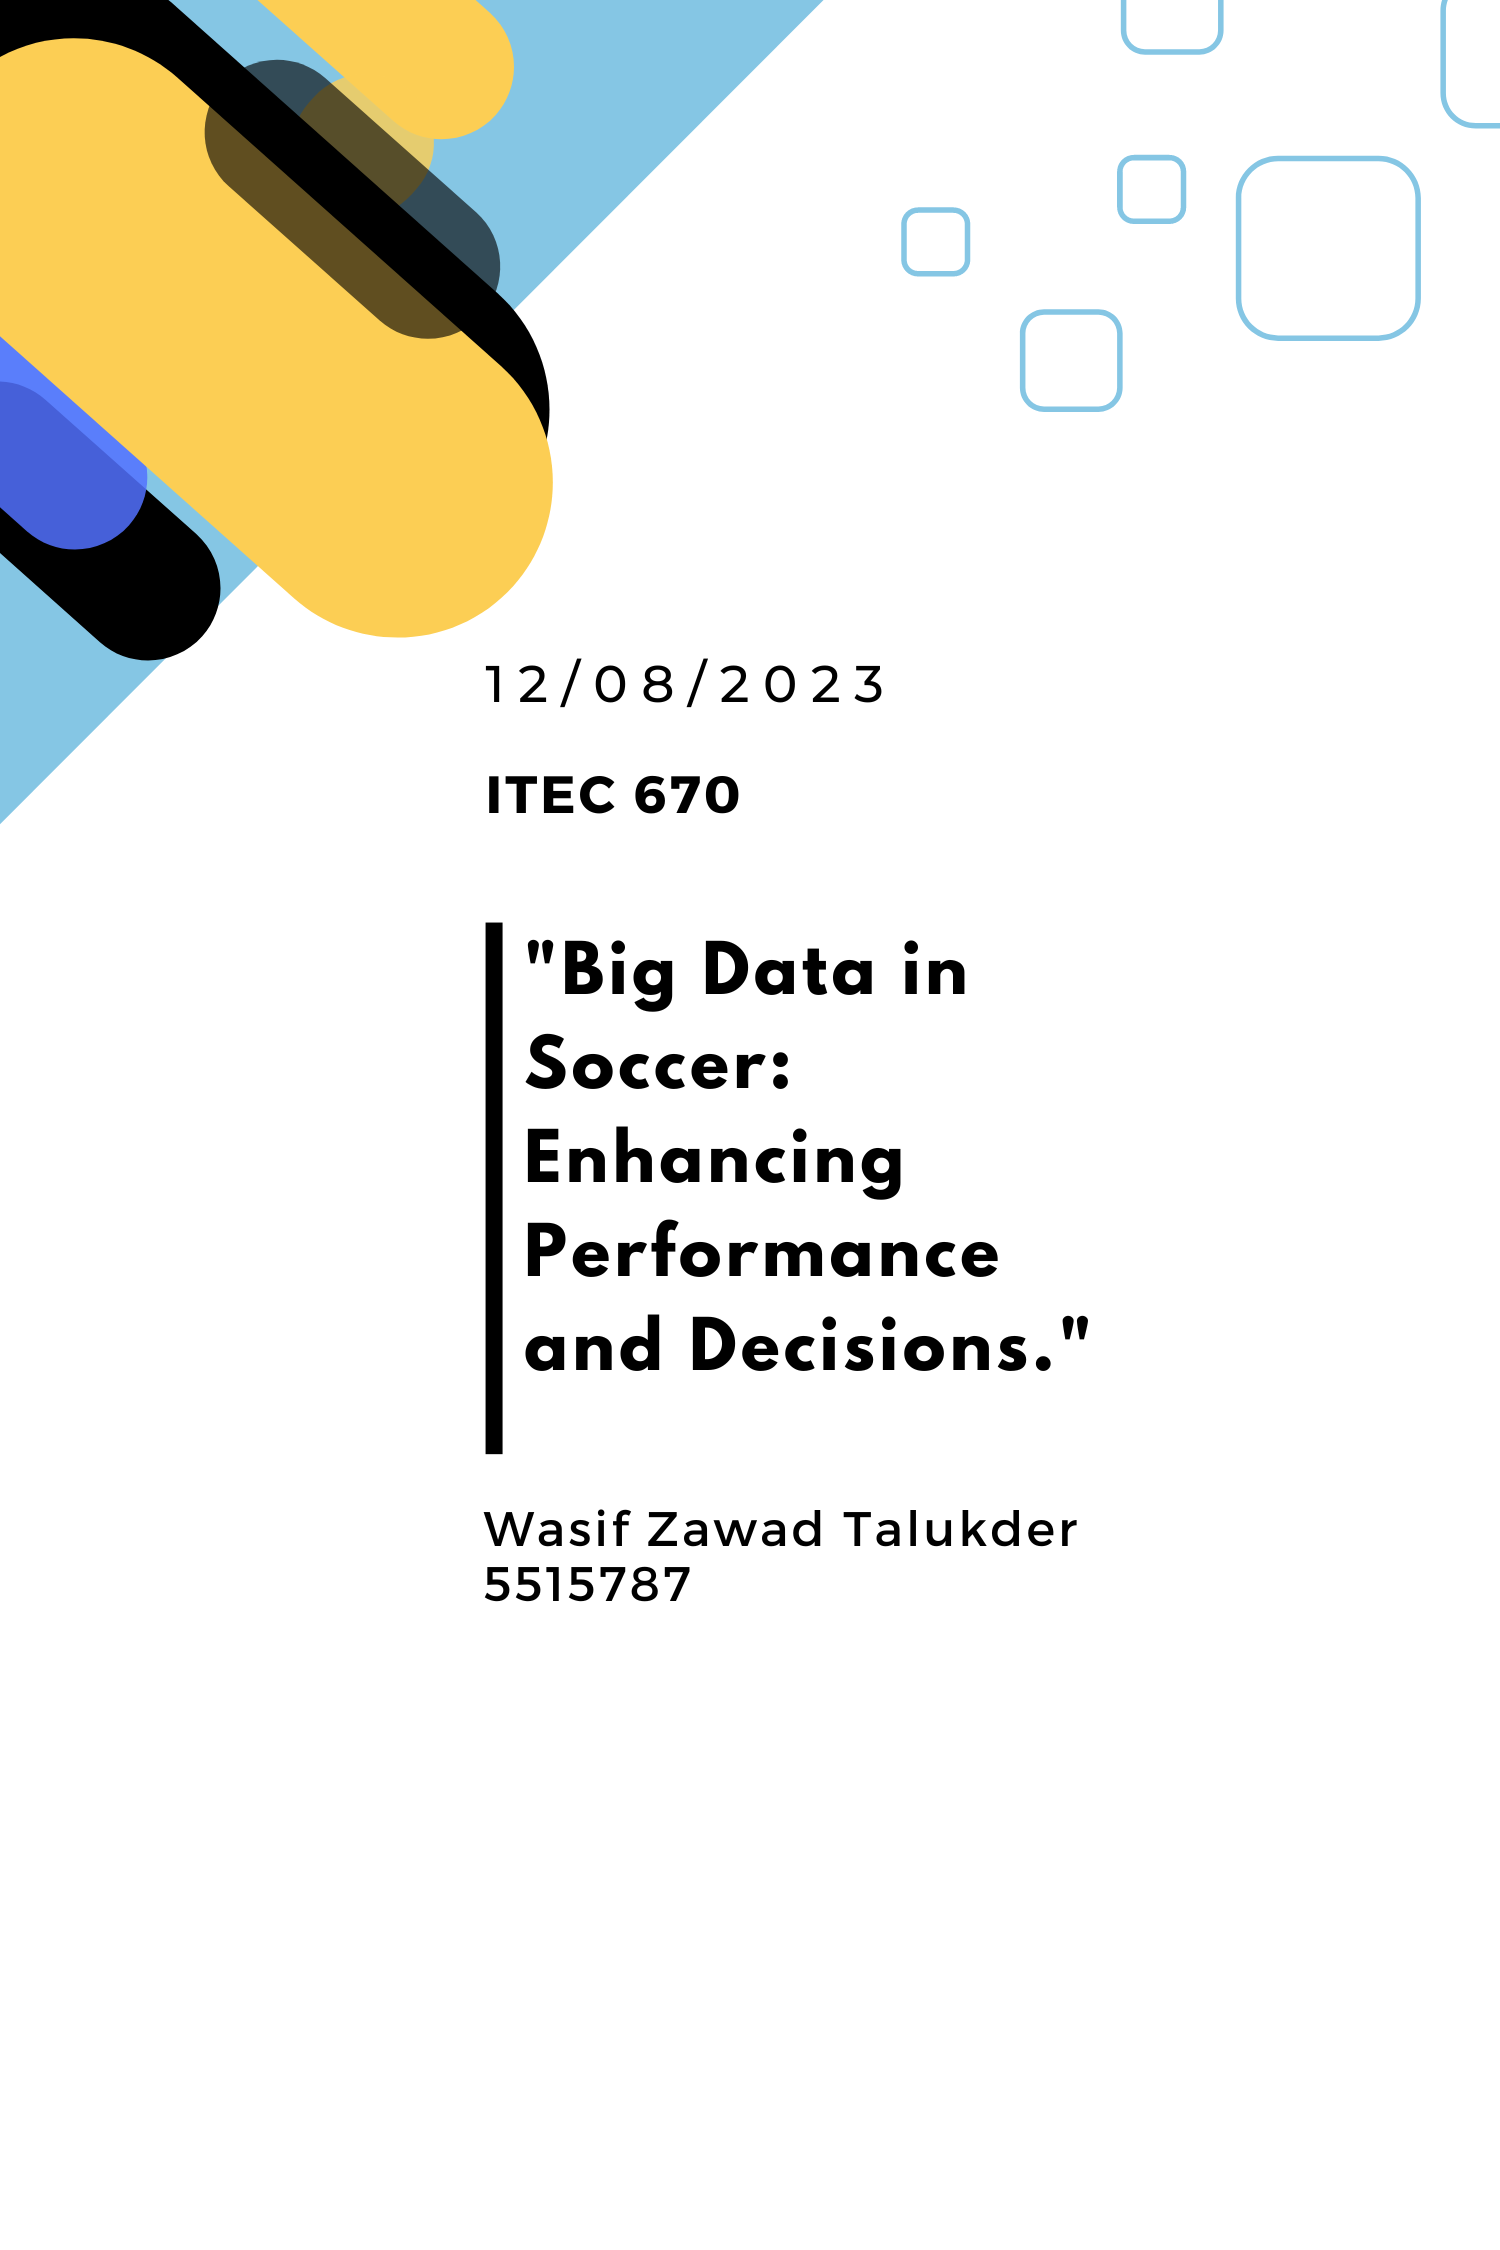 12/08/2023
ITEC 670
"Big Data in
Soccer:
Enhancing
Performance
and Decisions."
Wasif Zawad Talukder
5515787